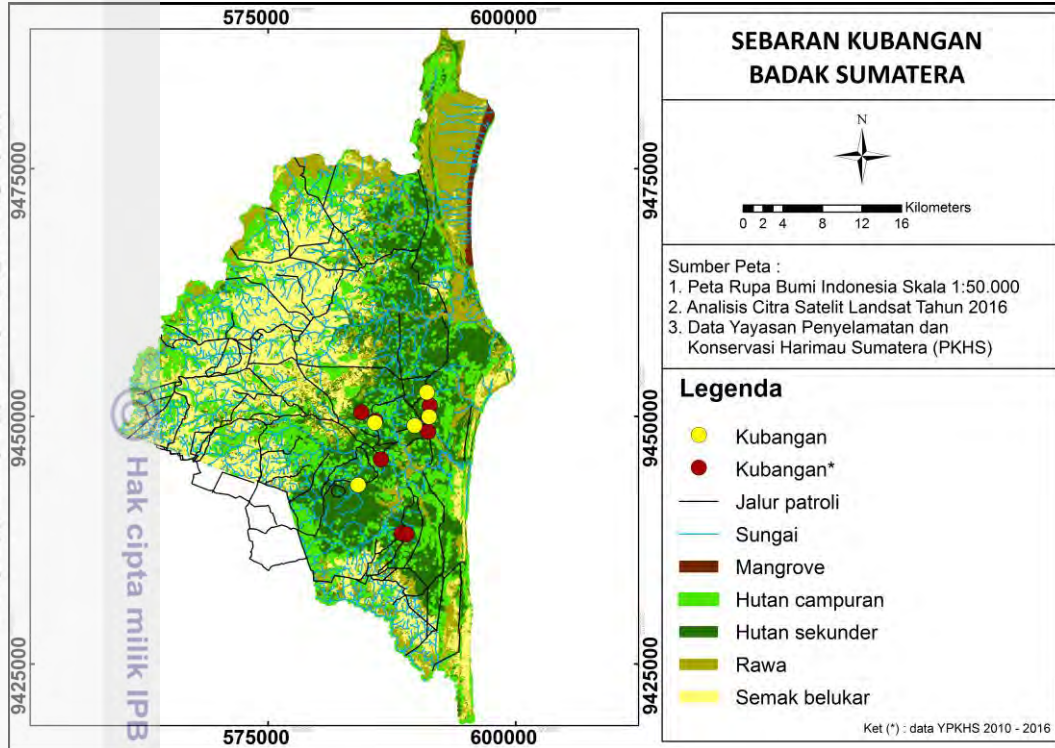 575000
600000
9475000
9450000
9425000
9475000
9450000
9425000
575000
600000
© Hak cipta milik IPB
SEBARAN KUBANGAN
BADAK SUMATERA
N
Kilometers
0 2 4 8 12 16
Sumber Peta :
1. Peta Rupa Bumi Indonesia Skala 1:50.000
2. Analisis Citra Satelit Landsat Tahun 2016
3. Data Yayasan Penyelamatan dan
Konservasi Harimau Sumatera (PKHS)
Legenda
Kubangan
Kubangan*
Jalur patroli
Sungai
Mangrove
Hutan campuran
Hutan sekunder
Rawa
Semak belukar
Ket (*) : data YPKHS 2010 - 2016